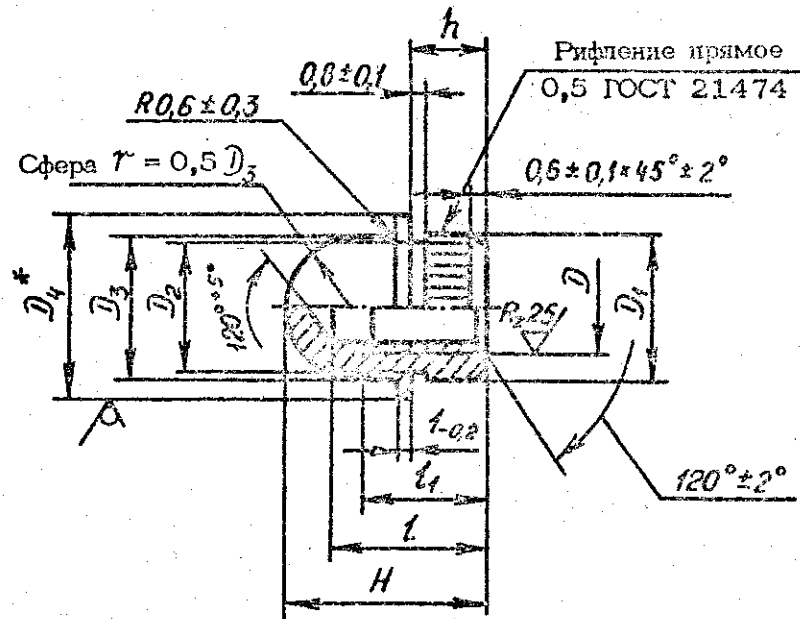 h
Рифление прямое
0,5 ГОСТ 21474
0,8±0,1
R0,6±0,3
Сфера r = 0,5 D₃
0,6±0,1×45°±2°
D₄*
D₃
D₂
120°±5°
D
D₁
1-0,2
120°±2°
l₁
l
H